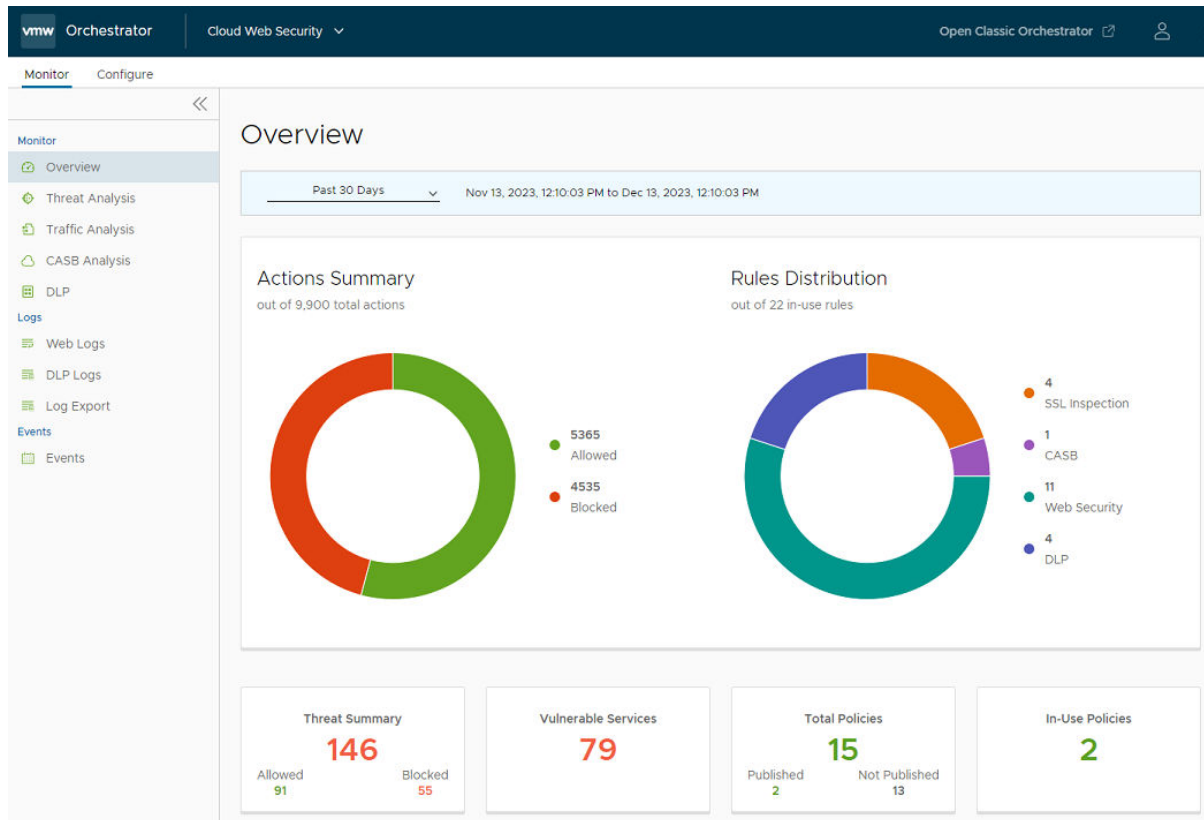 vmw Orchestrator Cloud Web Security Open Classic Orchestrator
Monitor Configure
Monitor
Overview
Threat Analysis
Traffic Analysis
CASB Analysis
DLP
Logs
Web Logs
DLP Logs
Log Export
Events
Events
Overview
Past 30 Days Nov 13, 2023, 12:10:03 PM to Dec 13, 2023, 12:10:03 PM
Actions Summary
out of 9,900 total actions
5365
Allowed
4535
Blocked
Rules Distribution
out of 22 in-use rules
4
SSL Inspection
1
CASB
11
Web Security
4
DLP
Threat Summary
146
Allowed Blocked
91 55
Vulnerable Services
79
Total Policies
15
Published Not Published
2 13
In-Use Policies
2